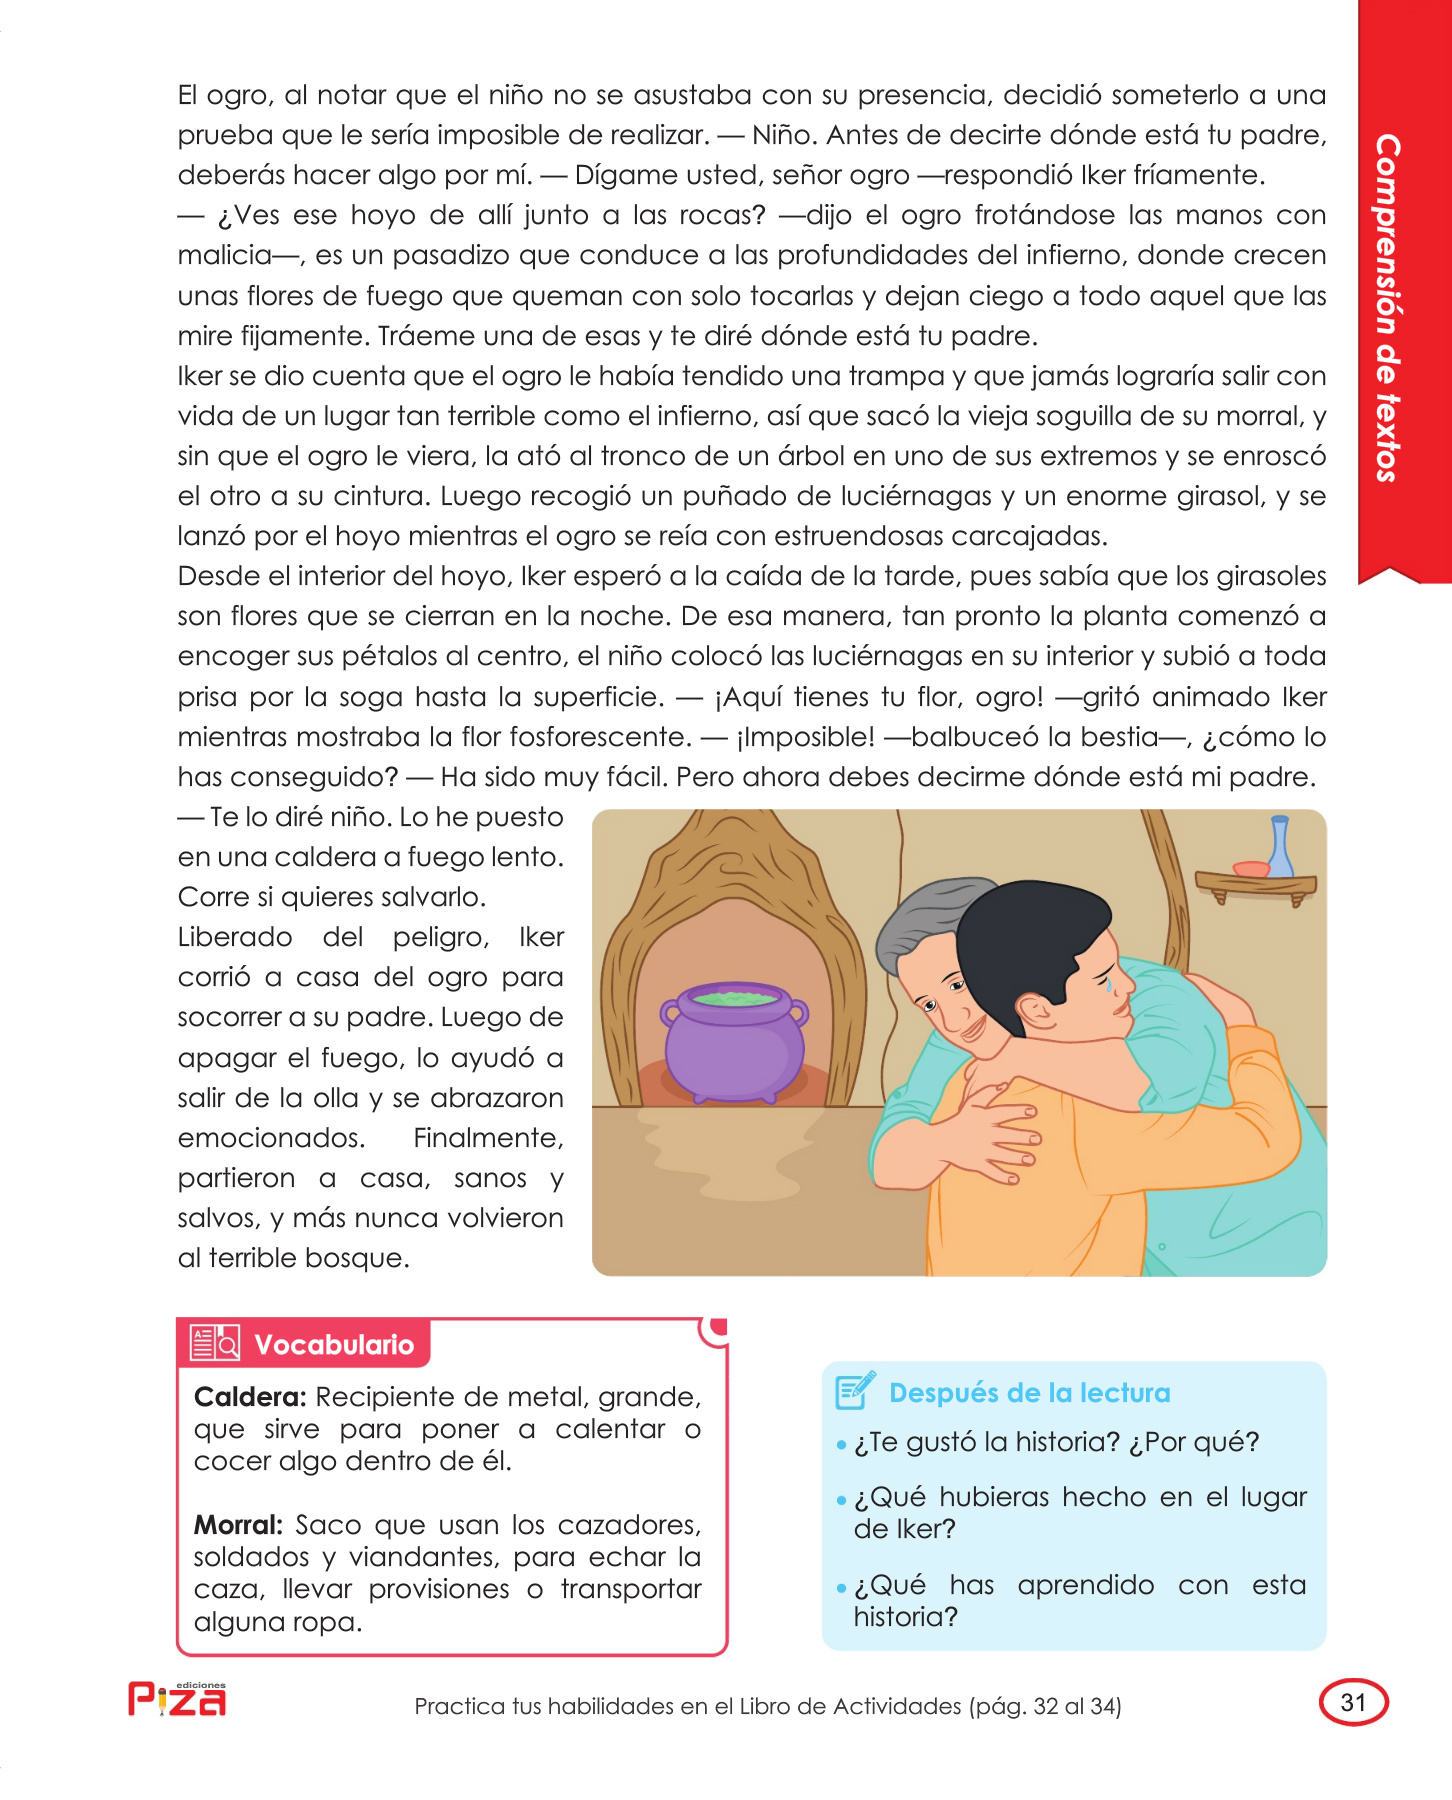 El ogro, al notar que el niño no se asustaba con su presencia, decidió someterlo a una
prueba que le sería imposible de realizar. — Niño. Antes de decirte dónde está tu padre,
deberás hacer algo por mí. — Dígame usted, señor ogro —respondió Iker fríamente.
— ¿Ves ese hoyo de allí junto a las rocas? —dijo el ogro frotándose las manos con
malicia—, es un pasadizo que conduce a las profundidades del infierno, donde crecen
unas flores de fuego que queman con solo tocarlas y dejan ciego a todo aquel que las
mire fijamente. Tráeme una de esas y te diré dónde está tu padre.
Iker se dio cuenta que el ogro le había tendido una trampa y que jamás lograría salir con
vida de un lugar tan terrible como el infierno, así que sacó la vieja soguilla de su morral, y
sin que el ogro le viera, la ató al tronco de un árbol en uno de sus extremos y se enroscó
el otro a su cintura. Luego recogió un puñado de luciérnagas y un enorme girasol, y se
lanzó por el hoyo mientras el ogro se reía con estruendosas carcajadas.
Desde el interior del hoyo, Iker esperó a la caída de la tarde, pues sabía que los girasoles
son flores que se cierran en la noche. De esa manera, tan pronto la planta comenzó a
encoger sus pétalos al centro, el niño colocó las luciérnagas en su interior y subió a toda
prisa por la soga hasta la superficie. — ¡Aquí tienes tu flor, ogro! —gritó animado Iker
mientras mostraba la flor fosforescente. — ¡Imposible! —balbuceó la bestia—, ¿cómo lo
has conseguido? — Ha sido muy fácil. Pero ahora debes decirme dónde está mi padre.
— Te lo diré niño. Lo he puesto
en una caldera a fuego lento.
Corre si quieres salvarlo.
Liberado del peligro, Iker
corrió a casa del ogro para
socorrer a su padre. Luego de
apagar el fuego, lo ayudó a
salir de la olla y se abrazaron
emocionados. Finalmente,
partieron a casa, sanos y
salvos, y más nunca volvieron
al terrible bosque.
Comprensión de textos
Vocabulario
Caldera: Recipiente de metal, grande,
que sirve para poner a calentar o
cocer algo dentro de él.
Morral: Saco que usan los cazadores,
soldados y viandantes, para echar la
caza, llevar provisiones o transportar
alguna ropa.
Después de la lectura
• ¿Te gustó la historia? ¿Por qué?
• ¿Qué hubieras hecho en el lugar
de Iker?
• ¿Qué has aprendido con esta
historia?
ediciones
Piza
Practica tus habilidades en el Libro de Actividades (pág. 32 al 34)
31